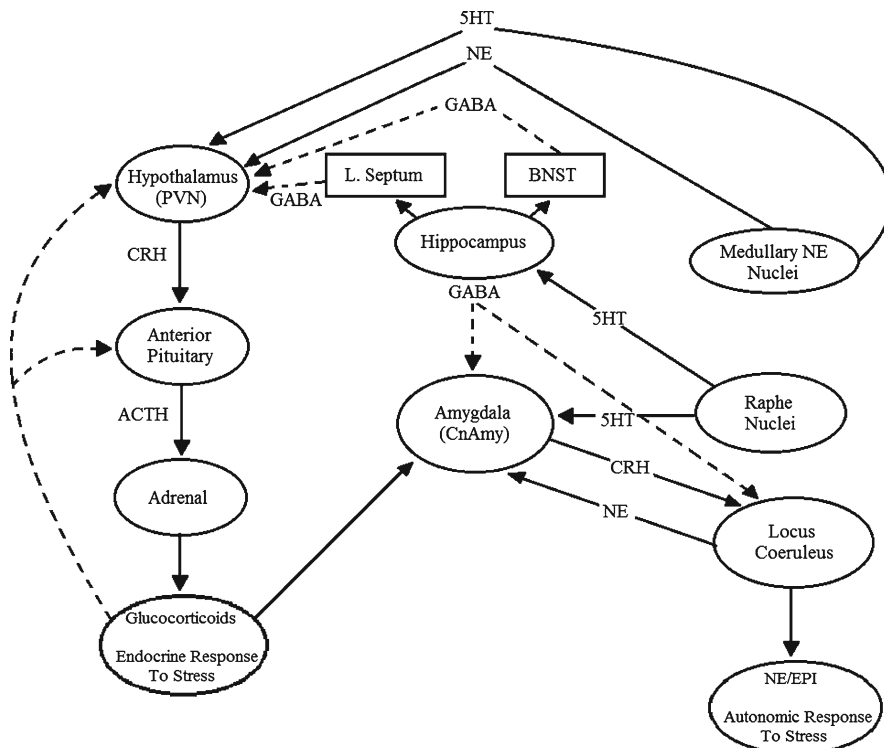 5HT
NE
GABA
Hypothalamus
(PVN)
L. Septum
BNST
GABA
Hippocampus
Medullary NE
Nuclei
CRH
GABA
5HT
Anterior
Pituitary
ACTH
Amygdala
(CnAmy)
5HT
Raphe
Nuclei
CRH
Adrenal
NE
Locus
Coeruleus
Glucocorticoids
Endocrine Response
To Stress
NE/EPI
Autonomic Response
To Stress